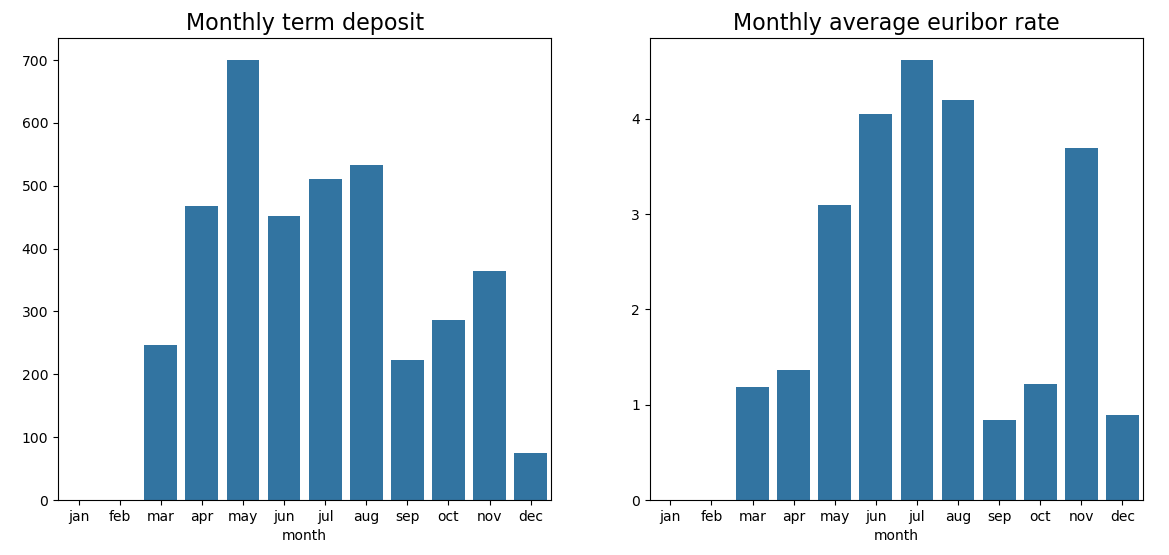 Monthly term deposit
700
600
500
400
300
200
100
0
jan feb mar apr may jun jul aug sep oct nov dec
month
Monthly average euribor rate
4
3
2
1
0
jan feb mar apr may jun jul aug sep oct nov dec
month